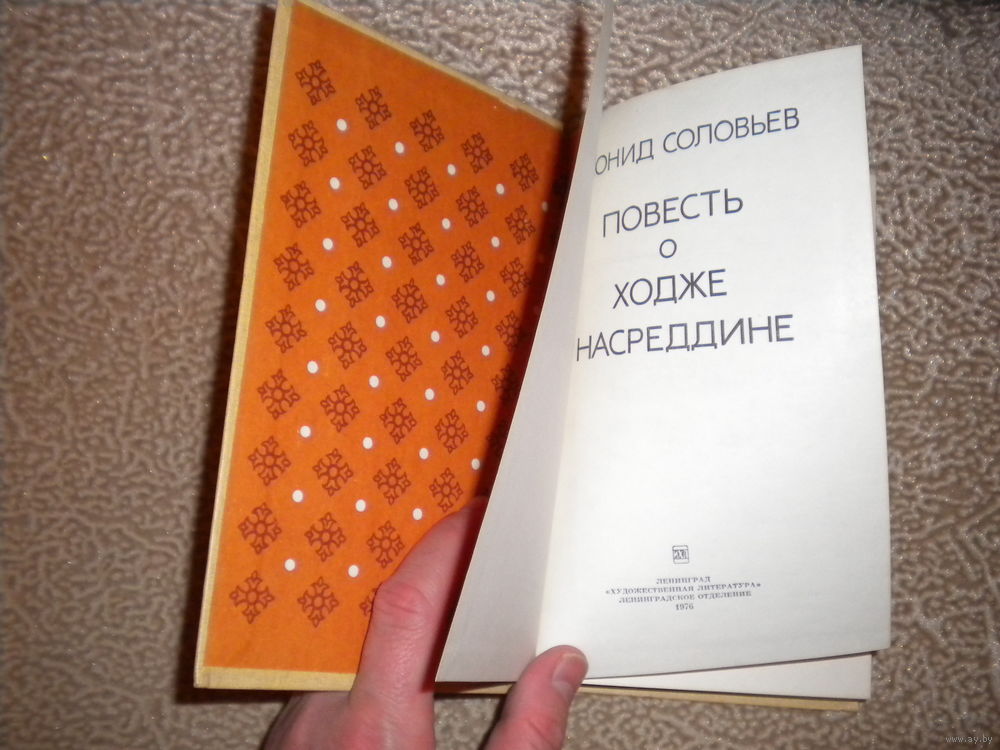 ОНИД СОЛОВЬЕВ
ПОВЕСТЬ
О
ХОДЖЕ
НАСРЕДДИНЕ
ЛЕНИНГРАД
«ХУДОЖЕСТВЕННАЯ ЛИТЕРАТУРА»
ЛЕНИНГРАДСКОЕ ОТДЕЛЕНИЕ
1976
www.ay.by